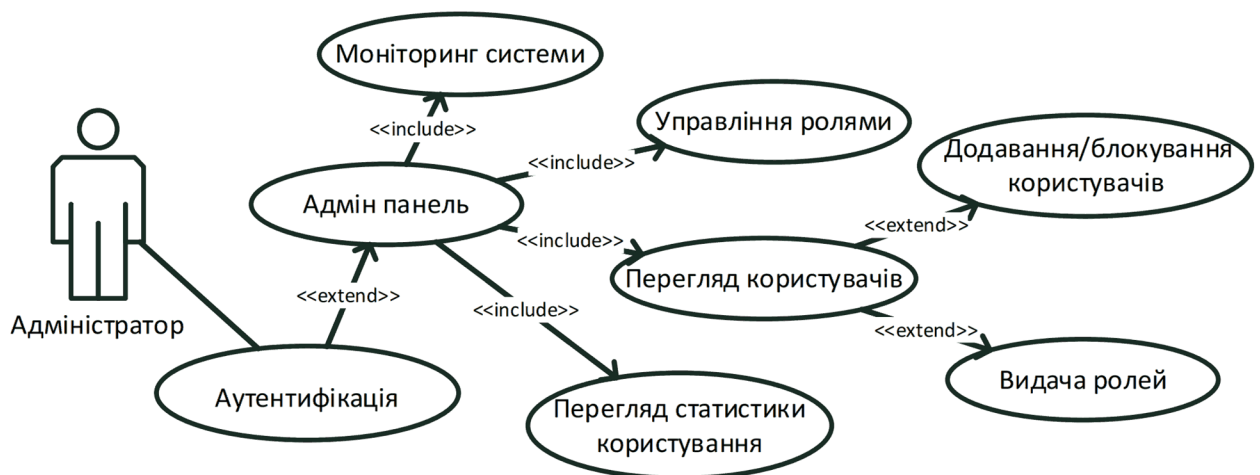 Моніторинг системи
<<include>>
Управління ролями
<<include>>
Додавання/блокування
користувачів
Адмін панель
<<extend>>
<<include>>
Перегляд користувачів
<<extend>>
<<include>>
Адміністратор
<<extend>>
Видача ролей
Аутентифікація
Перегляд статистики
користування